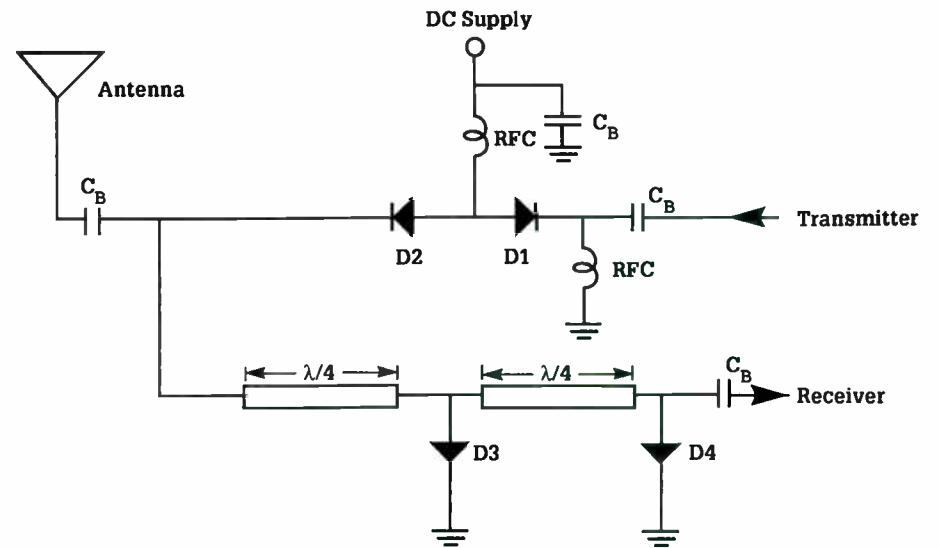 DC Supply
Antenna
RFC
C_B
C_B
C_B
Transmitter
D2
D1
RFC
λ/4
λ/4
C_B
Receiver
D3
D4